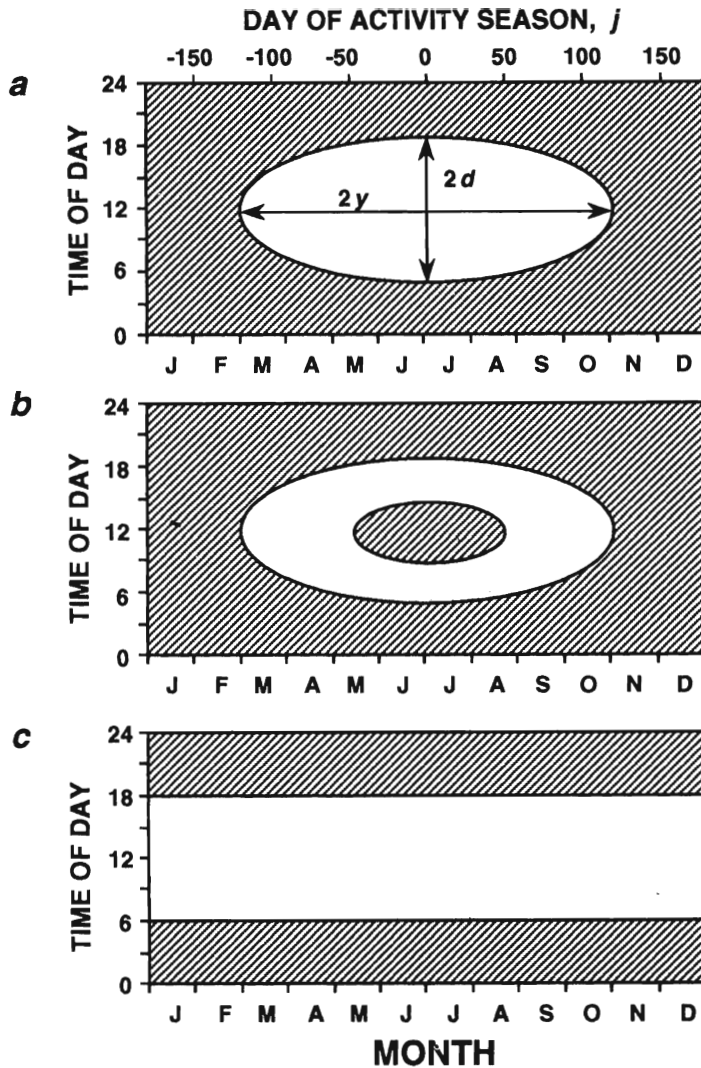 DAY OF ACTIVITY SEASON, j
-150 -100 -50 0 50 100 150
a
24
18
12
6
0
TIME OF DAY
2y
2d
J F M A M J J A S O N D
b
24
18
12
6
0
TIME OF DAY
J F M A M J J A S O N D
c
24
18
12
6
0
TIME OF DAY
J F M A M J J A S O N D
MONTH